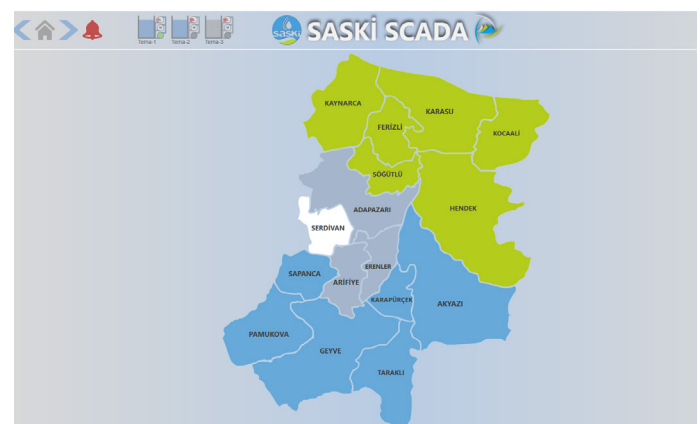 Tema-1 Tema-2 Tema-3
saski SASKİ SCADA
KAYNARCA
KARASU
FERİZLİ
KOCAALİ
SÖĞÜTLÜ
ADAPAZARI
HENDEK
SERDİVAN
ERENLER
SAPANCA
ARİFİYE
KARAPÜRÇEK
AKYAZI
PAMUKOVA
GEYVE
TARAKLI